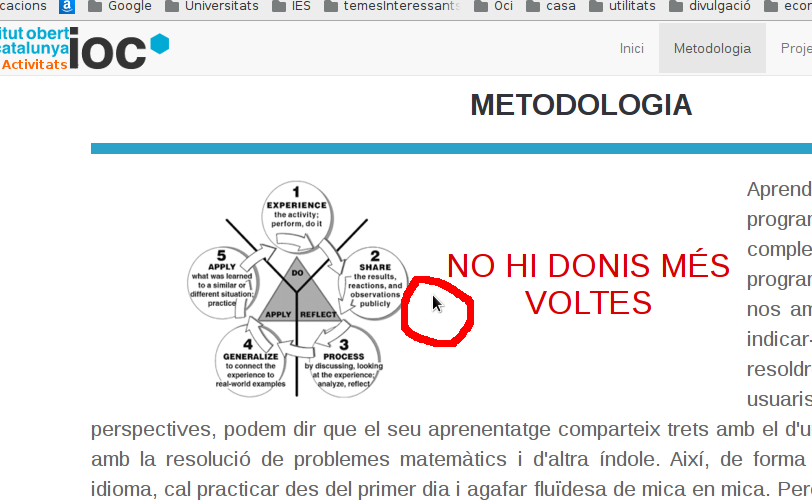 cacions Google Universitats IES temesInteressants Oci casa utilitats divulgació econ
itut obert
catalunya
Activitats
ioc
Inici Metodologia Proje
METODOLOGIA
1
EXPERIENCE
the activity;
perform, do it
2
SHARE
the results,
reactions, and
observations
publicly
3
PROCESS
by discussing, looking
at the experience;
analyze, reflect
4
GENERALIZE
to connect the
experience to
real-world examples
5
APPLY
what was learned
to a similar or
different situation;
practice
DO
APPLY REFLECT
NO HI DONIS MÉS
VOLTES
Aprend
program
comple
program
nos am
indicar-
resoldr
usuaris
perspectives, podem dir que el seu aprenentatge comparteix trets amb el d'u
amb la resolució de problemes matemàtics i d'altra índole. Així, de forma
idioma, cal practicar des del primer dia i agafar fluïdesa de mica en mica. Pero